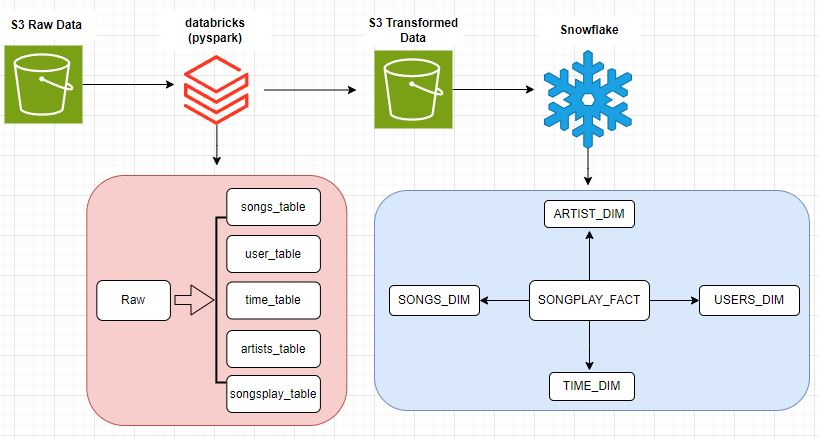 S3 Raw Data
databricks
(pyspark)
S3 Transformed
Data
Snowflake
Raw
songs_table
user_table
time_table
artists_table
songsplay_table
ARTIST_DIM
SONGS_DIM
SONGPLAY_FACT
USERS_DIM
TIME_DIM